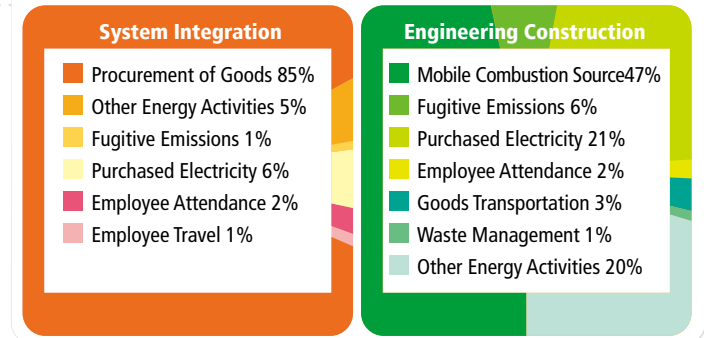 System Integration
Procurement of Goods 85%
Other Energy Activities 5%
Fugitive Emissions 1%
Purchased Electricity 6%
Employee Attendance 2%
Employee Travel 1%
Engineering Construction
Mobile Combustion Source47%
Fugitive Emissions 6%
Purchased Electricity 21%
Employee Attendance 2%
Goods Transportation 3%
Waste Management 1%
Other Energy Activities 20%